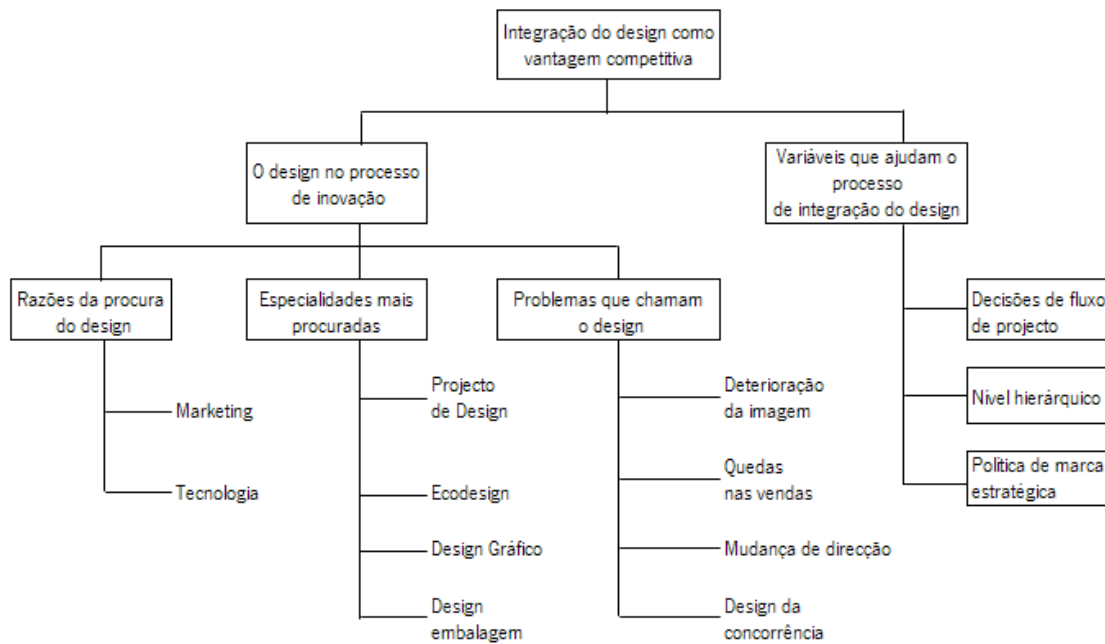 Integração do design como
vantagem competitiva
O design no processo
de inovação
Variáveis que ajudam o
processo
de integração do design
Razões da procura
do design
Especialidades mais
procuradas
Problemas que chamam
o design
Marketing
Tecnologia
Projecto
de Design
Ecodesign
Design Gráfico
Design
embalagem
Deterioração
da imagem
Quedas
nas vendas
Mudança de direcção
Design da
concorrência
Decisões de fluxo
de projecto
Nível hierárquico
Política de marca
estratégica